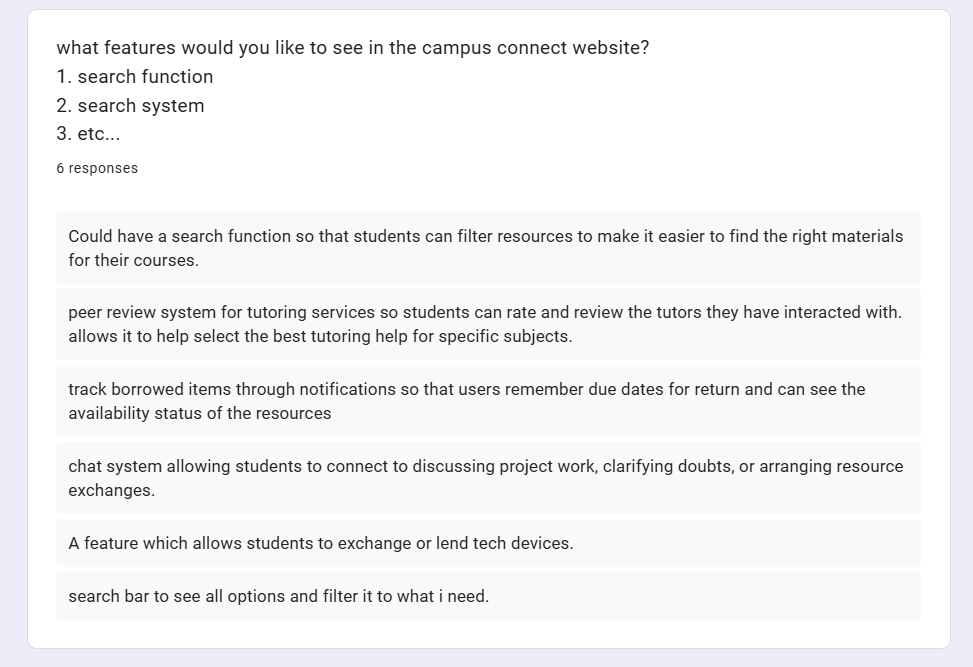 what features would you like to see in the campus connect website?
1. search function
2. search system
3. etc...
6 responses
Could have a search function so that students can filter resources to make it easier to find the right materials
for their courses.
peer review system for tutoring services so students can rate and review the tutors they have interacted with.
allows it to help select the best tutoring help for specific subjects.
track borrowed items through notifications so that users remember due dates for return and can see the
availability status of the resources
chat system allowing students to connect to discussing project work, clarifying doubts, or arranging resource
exchanges.
A feature which allows students to exchange or lend tech devices.
search bar to see all options and filter it to what i need.